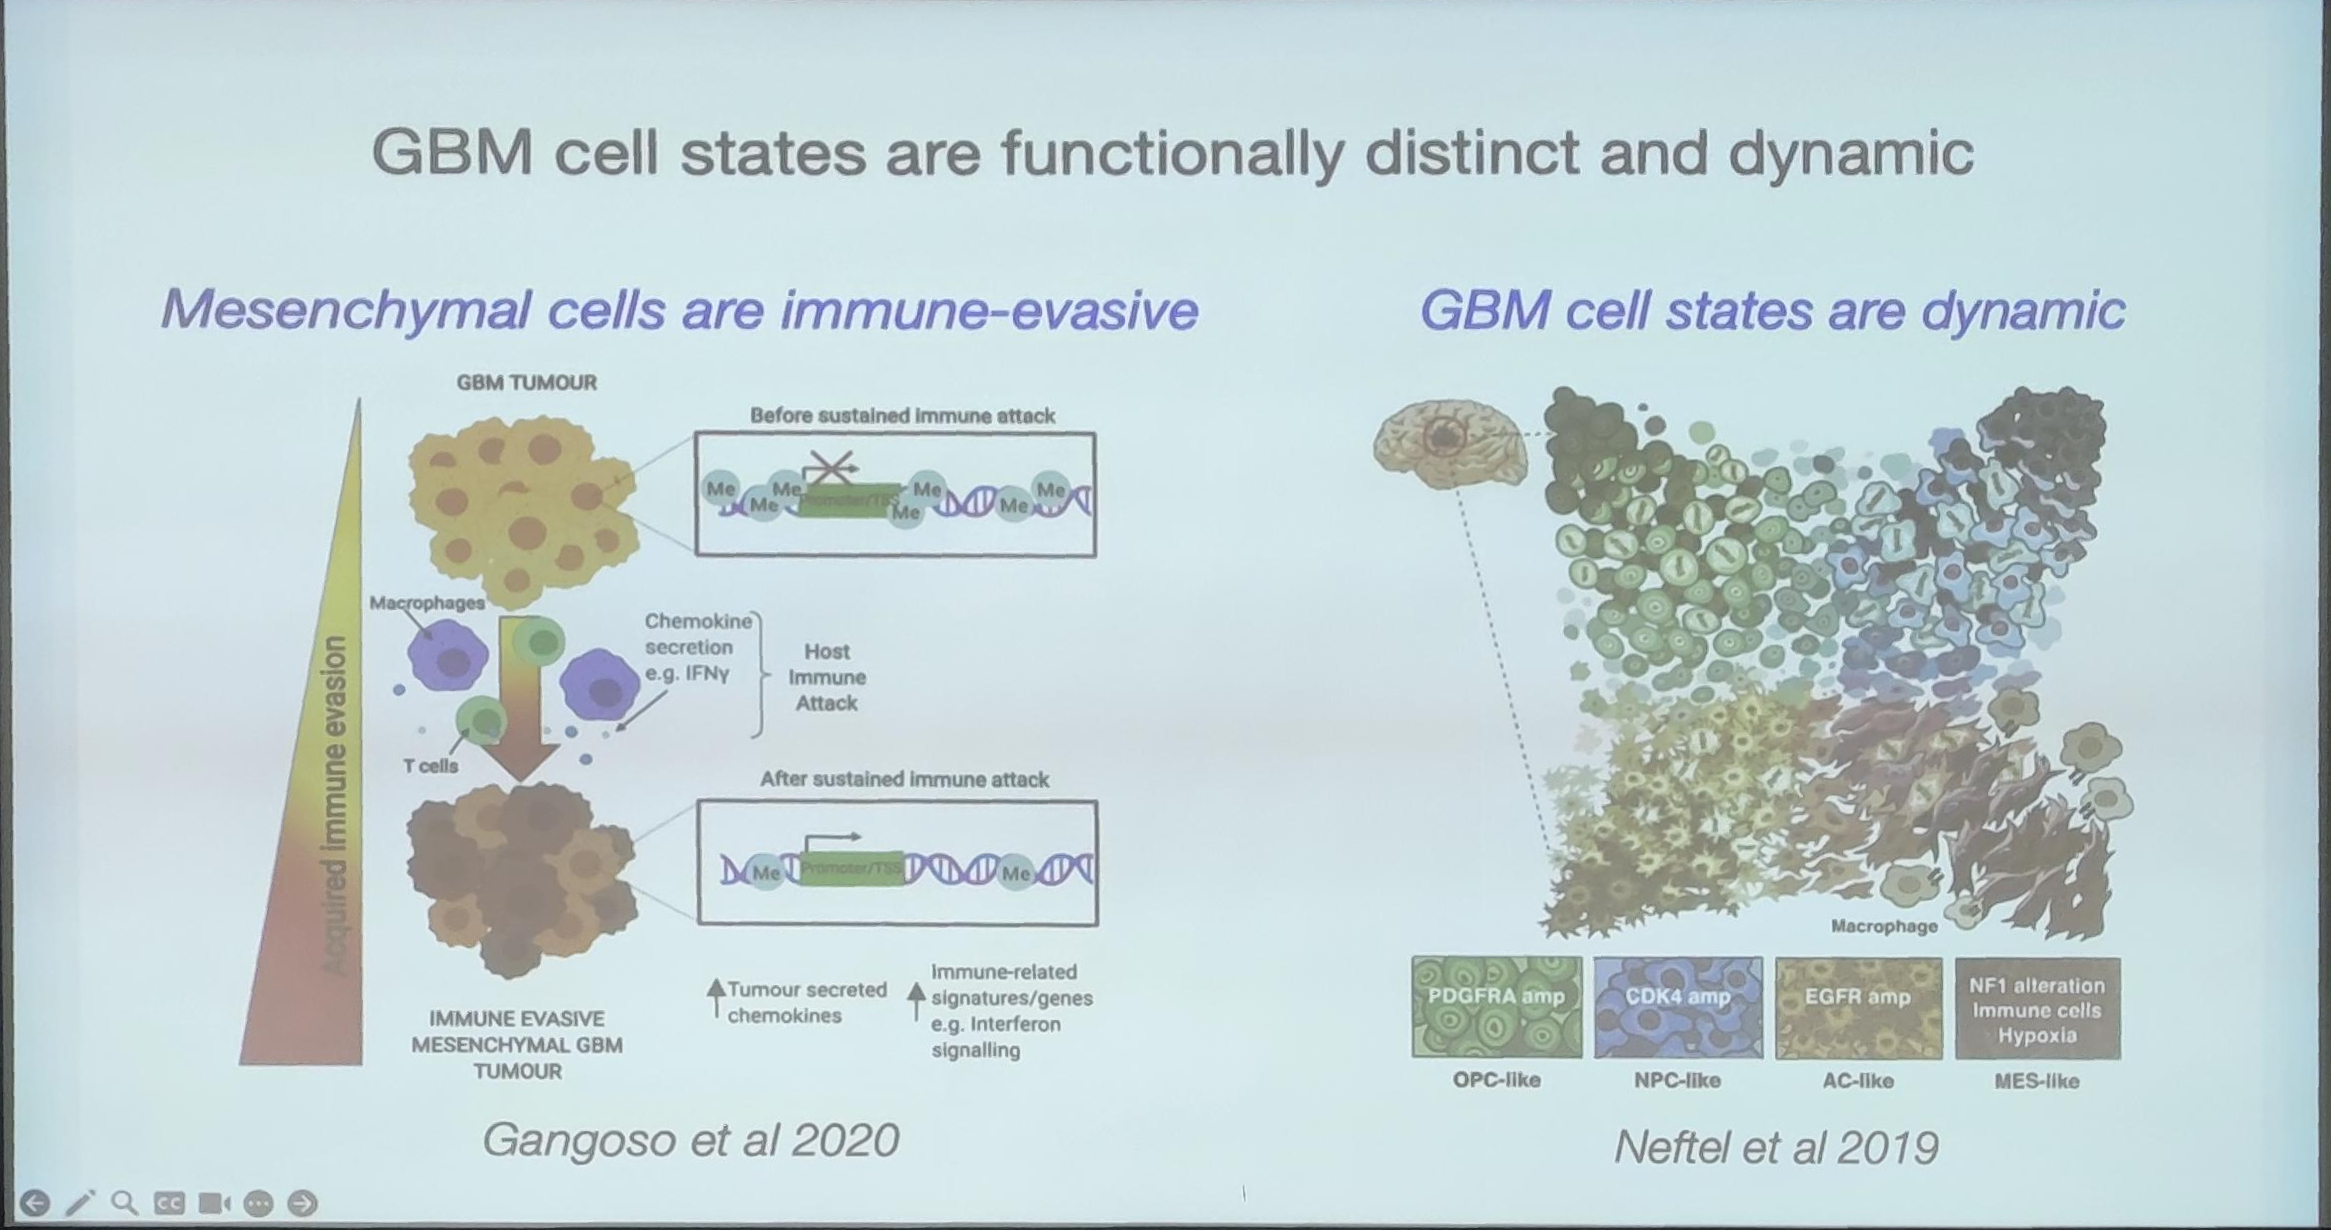 GBM cell states are functionally distinct and dynamic
Mesenchymal cells are immune-evasive
GBM TUMOUR
Before sustained immune attack
Me
Me
Me
Promoter/TSS
Me
Me
Me
Me
Acquired immune evasion
Macrophages
Chemokine
secretion
e.g. IFNγ
Host
Immune
Attack
T cells
After sustained immune attack
Me
Promoter/TSS
Me
IMMUNE EVASIVE
MESENCHYMAL GBM
TUMOUR
Tumour secreted
chemokines
Immune-related
signatures/genes
e.g. Interferon
signalling
Gangoso et al 2020
GBM cell states are dynamic
Macrophage
PDGFRA amp
CDK4 amp
EGFR amp
NF1 alteration
Immune cells
Hypoxia
OPC-like
NPC-like
AC-like
MES-like
Neftel et al 2019
CC